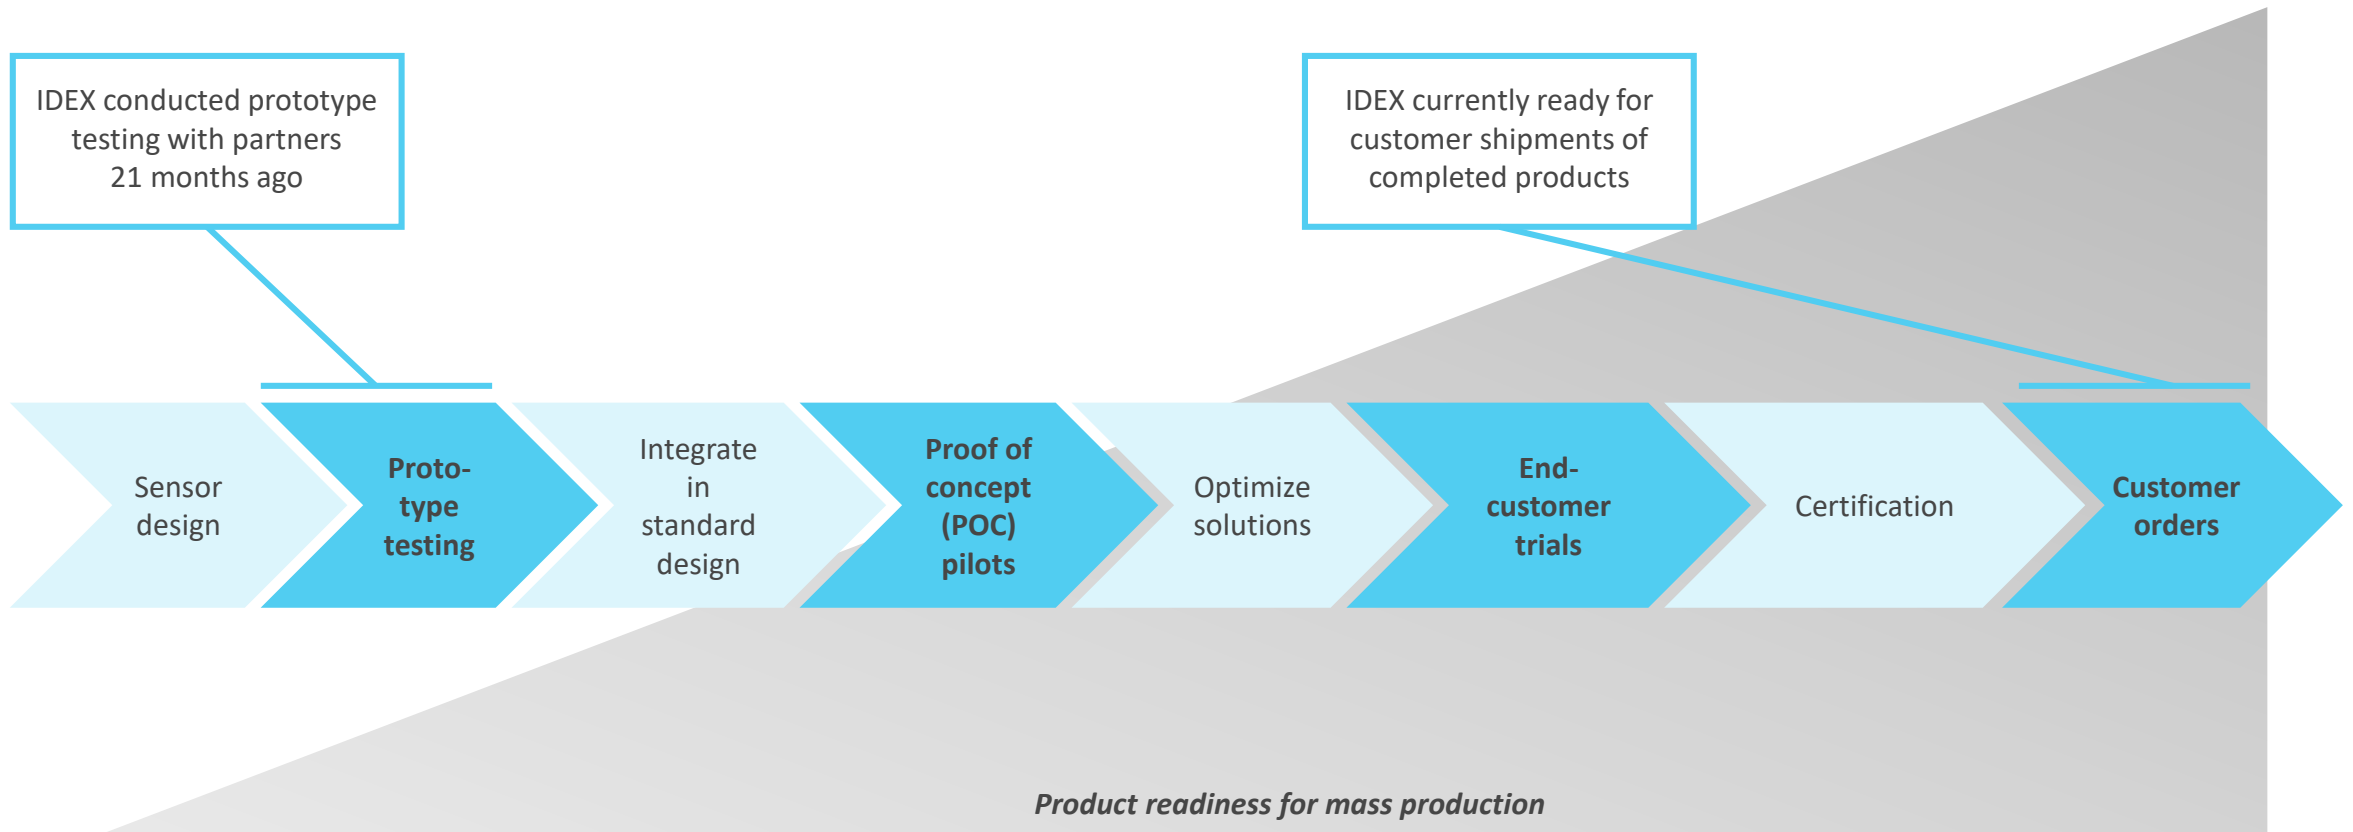 IDEX conducted prototype
testing with partners
21 months ago
IDEX currently ready for
customer shipments of
completed products
Sensor
design
Proto-
type
testing
Integrate
in
standard
design
Proof of
concept
(POC)
pilots
Optimize
solutions
End-
customer
trials
Certification
Customer
orders
Product readiness for mass production